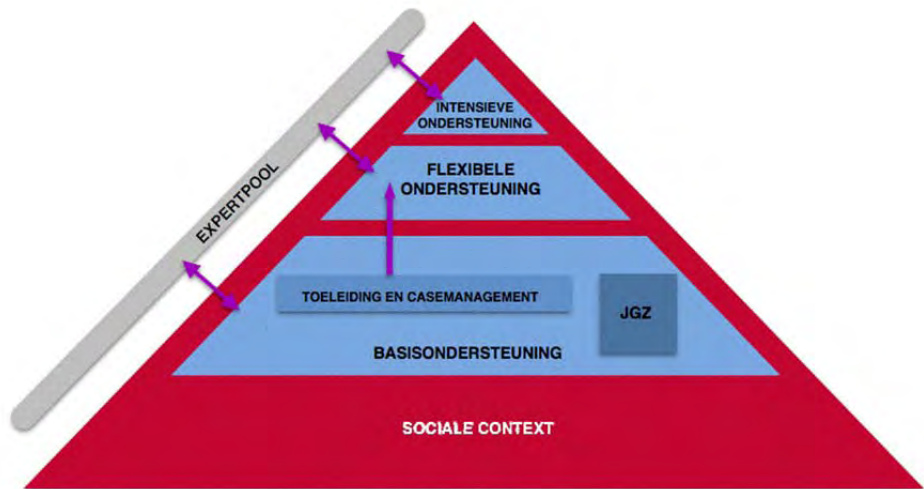 EXPERTPOOL
INTENSIEVE
ONDERSTEUNING
FLEXIBELE
ONDERSTEUNING
TOELEIDING EN CASEMANAGEMENT
JGZ
BASISONDERSTEUNING
SOCIALE CONTEXT